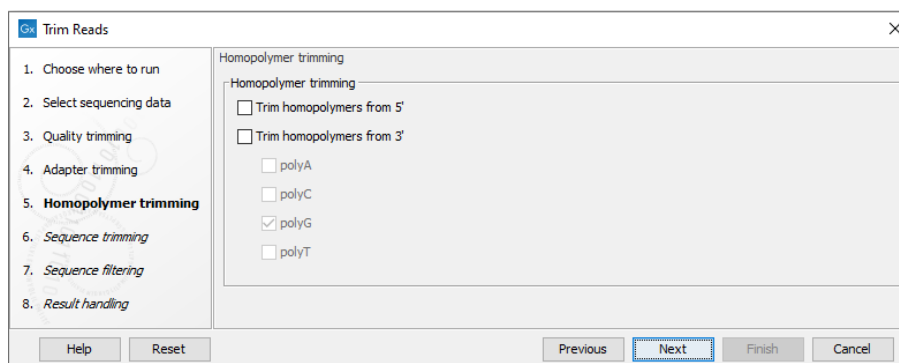 Gx Trim Reads
1. Choose where to run
2. Select sequencing data
3. Quality trimming
4. Adapter trimming
5. Homopolymer trimming
6. Sequence trimming
7. Sequence filtering
8. Result handling
Homopolymer trimming
Homopolymer trimming
Trim homopolymers from 5'
Trim homopolymers from 3'
polyA
polyC
polyG
polyT
Help Reset Previous Next Finish Cancel